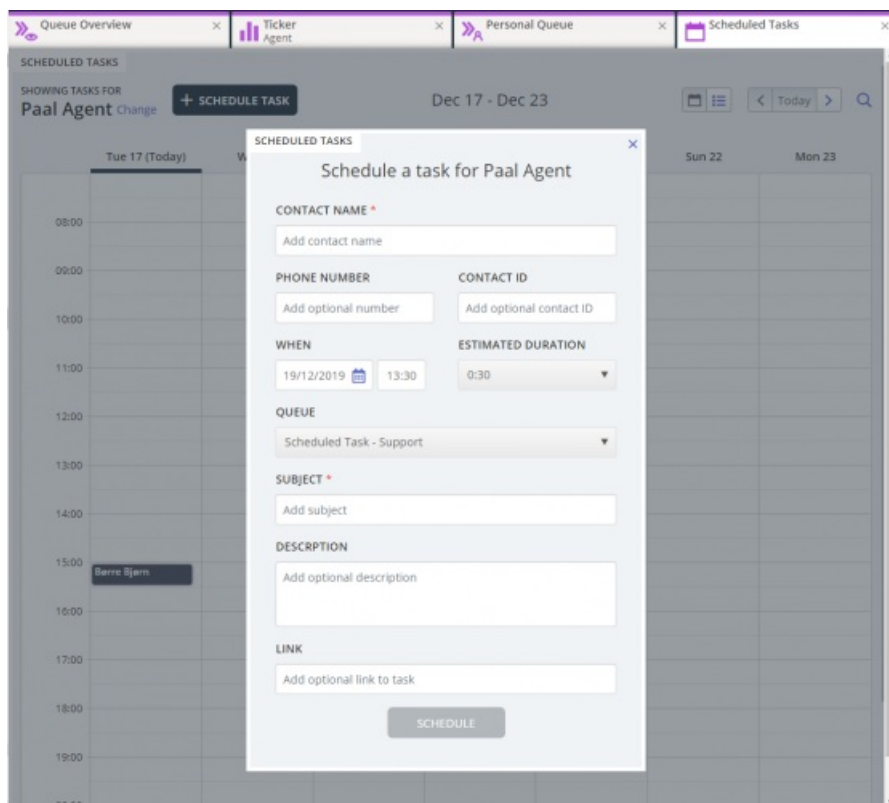 Queue Overview
Ticker
Agent
Personal Queue
Scheduled Tasks
SCHEDULED TASKS
SHOWING TASKS FOR
Paal Agent Change
+ SCHEDULE TASK
Dec 17 - Dec 23
Today
Tue 17 (Today)
W
Sun 22
Mon 23
08:00
09:00
10:00
11:00
12:00
13:00
14:00
15:00
Børre Bjørn
16:00
17:00
18:00
19:00
SCHEDULED TASKS
Schedule a task for Paal Agent
CONTACT NAME *
Add contact name
PHONE NUMBER CONTACT ID
Add optional number Add optional contact ID
WHEN ESTIMATED DURATION
19/12/2019 13:30 0:30
QUEUE
Scheduled Task - Support
SUBJECT *
Add subject
DESCRPTION
Add optional description
LINK
Add optional link to task
SCHEDULE